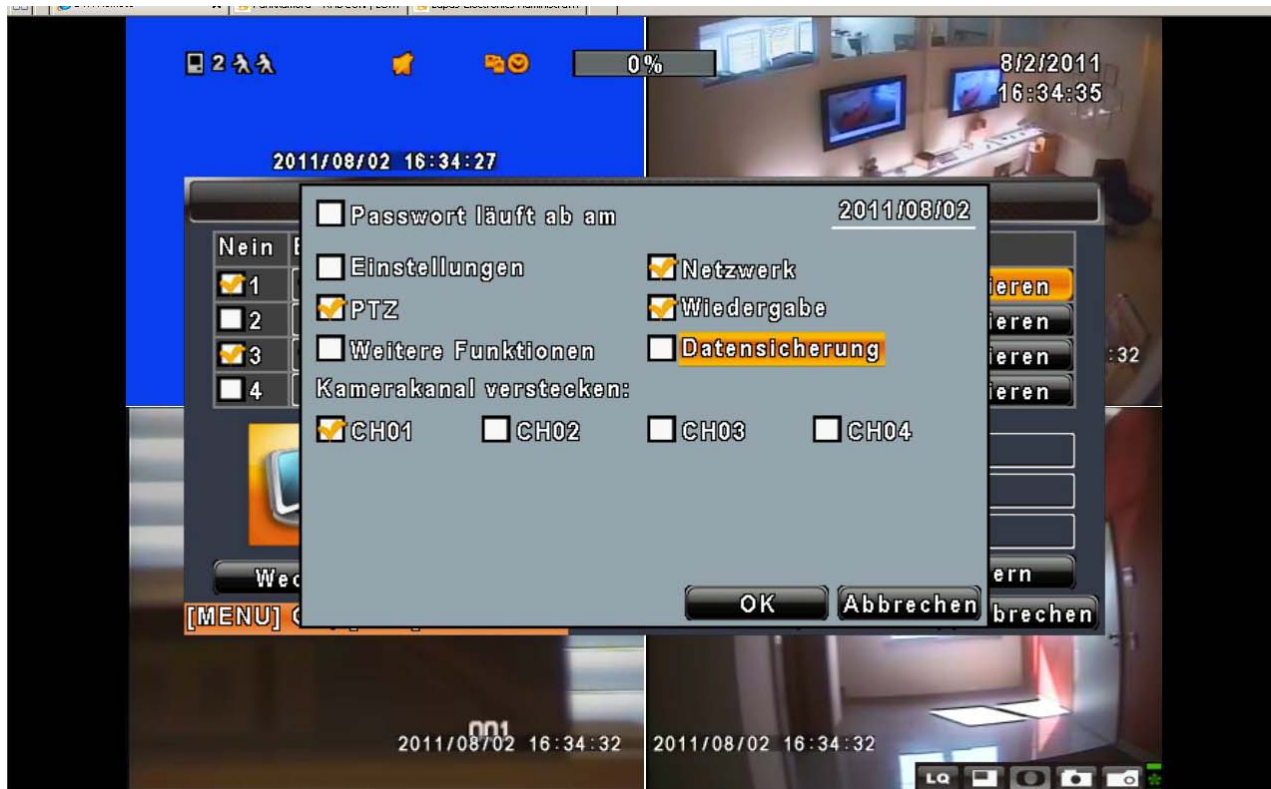 2
0%
8/2/2011
16:34:35
2011/08/02 16:34:27
Passwort läuft ab am 2011/08/02
Nein
Einstellungen
Netzwerk
1
ieren
PTZ
Wiedergabe
2
ieren
Weitere Funktionen
Datensicherung
3
ieren
:32
4
Kamerakanal verstecken:
ieren
CH01 CH02 CH03 CH04
Wec
ern
OK Abbrechen
[MENU]
brechen
001
2011/08/02 16:34:32
2011/08/02 16:34:32
LQ